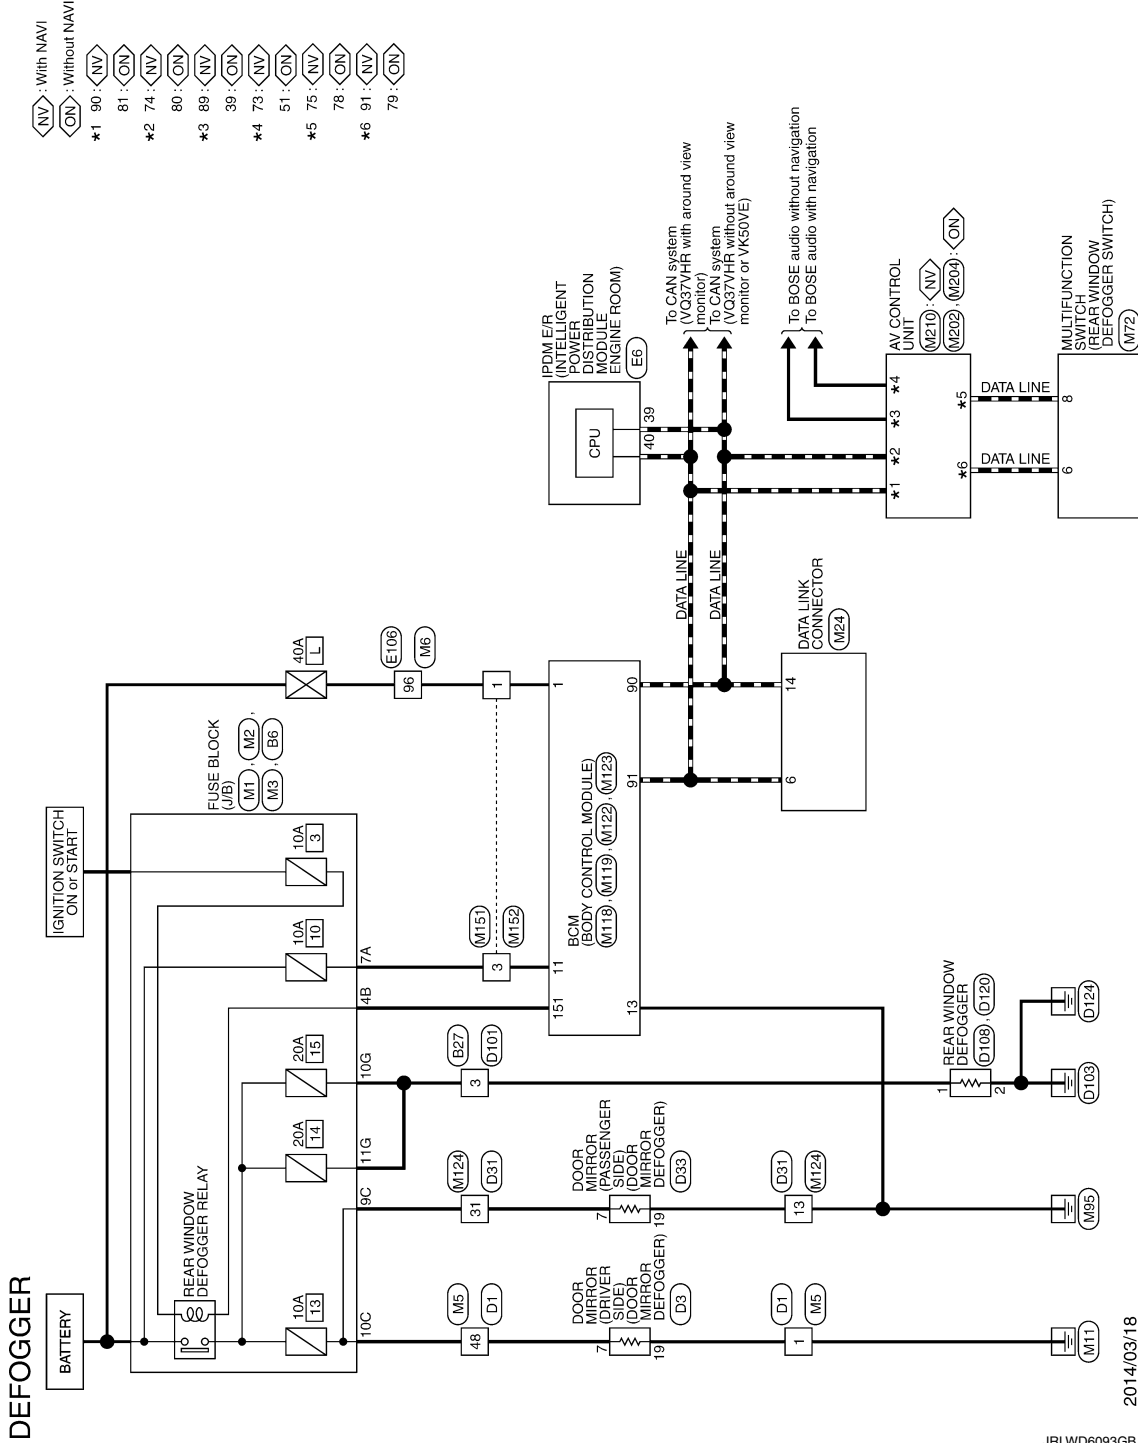 DEFOGGER
BATTERY
IGNITION SWITCH
ON or START
FUSE BLOCK
(J/B)
M1 , M2 ,
M3 , B6
REAR WINDOW
DEFOGGER RELAY
10A
13
20A
14
20A
15
10A
10
10A
3
40A
L
10C
9C
11G
10G
4B
7A
M5
48
D1
M124
31
D31
B27
3
D101
M151
3
M152
E106
96
M6
1
151
11
1
BCM
(BODY CONTROL MODULE)
M118 , M119 , M122 , M123
13
91
90
DOOR
MIRROR
(DRIVER
SIDE)
(DOOR
MIRROR
DEFOGGER)
D3
7
19
DOOR
MIRROR
(PASSENGER
SIDE)
(DOOR
MIRROR
DEFOGGER)
D33
7
19
D1
1
M5
D31
13
M124
REAR WINDOW
DEFOGGER
D108 , D120
1
2
M11
M95
D103
D124
DATA LINK
CONNECTOR
M24
6
14
DATA LINE
DATA LINE
IPDM E/R
(INTELLIGENT
POWER
DISTRIBUTION
MODULE
ENGINE ROOM)
E6
CPU
40
39
To CAN system
(VQ37VHR with around view
monitor)
To CAN system
(VQ37VHR without around view
monitor or VK50VE)
To BOSE audio without navigation
To BOSE audio with navigation
AV CONTROL
UNIT
M210 : NV
M202 , M204 : ON
*1
*2
*3
*4
*6
*5
DATA LINE
DATA LINE
6
8
MULTIFUNCTION
SWITCH
(REAR WINDOW
DEFOGGER SWITCH)
M72
NV : With NAVI
ON : Without NAVI
*1 90 : NV
81 : ON
*2 74 : NV
80 : ON
*3 89 : NV
39 : ON
*4 73 : NV
51 : ON
*5 75 : NV
78 : ON
*6 91 : NV
79 : ON
2014/03/18
JRLWD6093GB